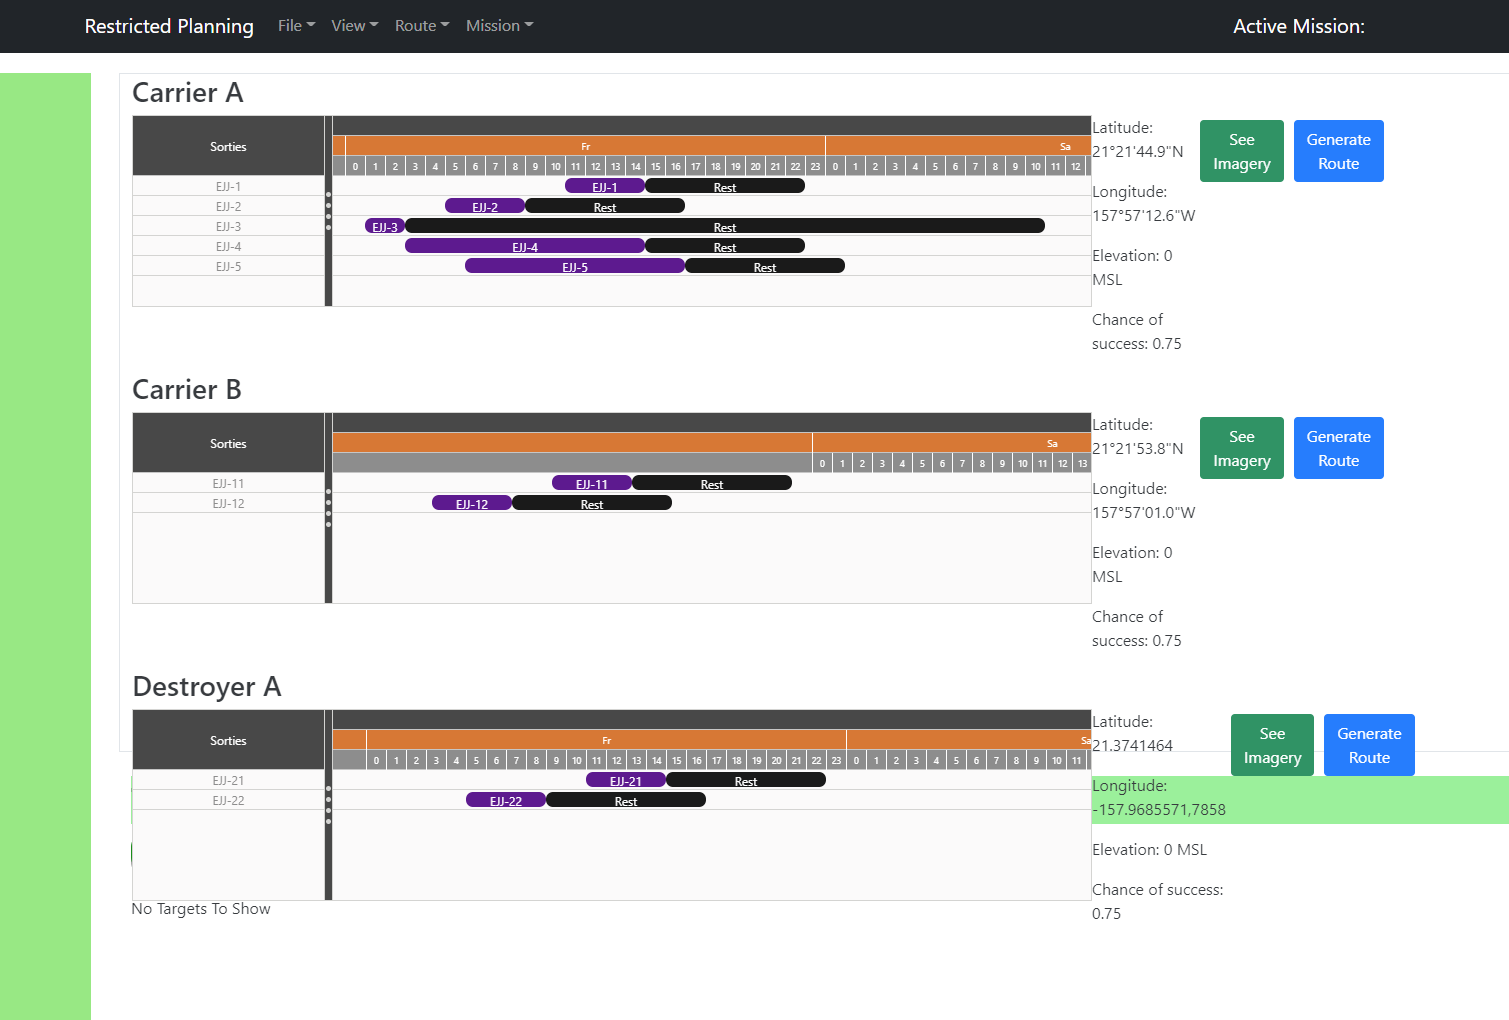 Restricted Planning File View Route Mission Active Mission:
Carrier A
Sorties
Fr Sa
0 1 2 3 4 5 6 7 8 9 10 11 12 13 14 15 16 17 18 19 20 21 22 23 0 1 2 3 4 5 6 7 8 9 10 11 12
EJJ-1 EJJ-1 Rest
EJJ-2 EJJ-2 Rest
EJJ-3 EJJ-3 Rest
EJJ-4 EJJ-4 Rest
EJJ-5 EJJ-5 Rest
Latitude:
21°21'44.9"N
Longitude:
157°57'12.6"W
Elevation: 0
MSL
Chance of
success: 0.75
See
Imagery
Generate
Route
Carrier B
Sorties
Sa
0 1 2 3 4 5 6 7 8 9 10 11 12 13
EJJ-11 EJJ-11 Rest
EJJ-12 EJJ-12 Rest
Latitude:
21°21'53.8"N
Longitude:
157°57'01.0"W
Elevation: 0
MSL
Chance of
success: 0.75
See
Imagery
Generate
Route
Destroyer A
Sorties
Fr Sa
0 1 2 3 4 5 6 7 8 9 10 11 12 13 14 15 16 17 18 19 20 21 22 23 0 1 2 3 4 5 6 7 8 9 10 11
EJJ-21 EJJ-21 Rest
EJJ-22 EJJ-22 Rest
Latitude:
21.3741464
Longitude:
-157.9685571,7858
Elevation: 0 MSL
Chance of success:
0.75
See
Imagery
Generate
Route
No Targets To Show